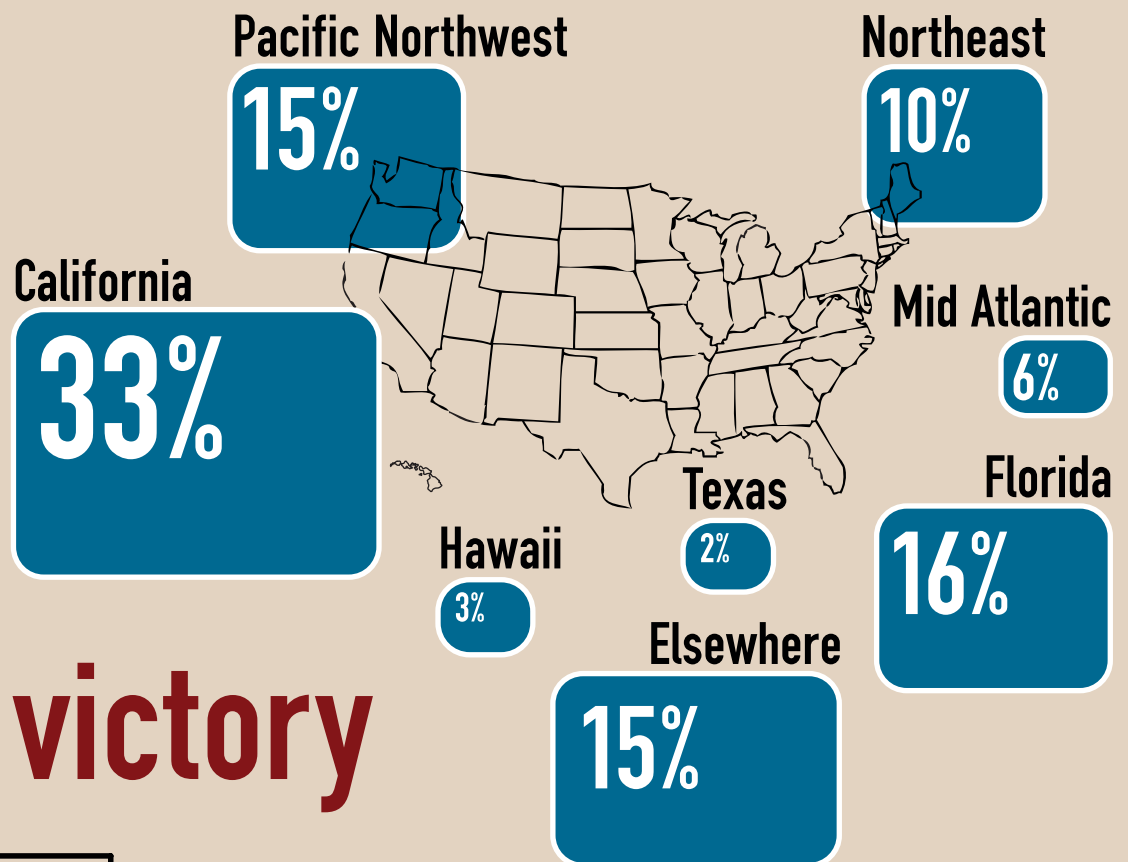 Pacific Northwest
15%
Northeast
10%
California
33%
Mid Atlantic
6%
Florida
16%
Texas
2%
Hawaii
3%
Elsewhere
15%
victory